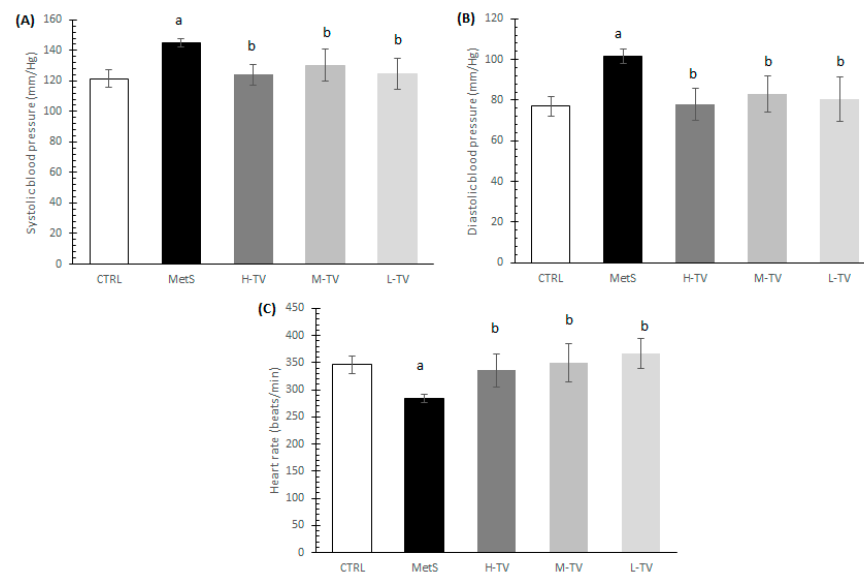 (A)
Systolic blood pressure (mm/Hg)
160
140
120
100
80
60
40
20
0
a
b
b
b
CTRL MetS H-TV M-TV L-TV
(B)
Diastolic blood pressure (mm/Hg)
120
100
80
60
40
20
0
a
b
b
b
CTRL MetS H-TV M-TV L-TV
(C)
Heart rate (beats/min)
450
400
350
300
250
200
150
100
50
0
a
b
b
b
CTRL MetS H-TV M-TV L-TV